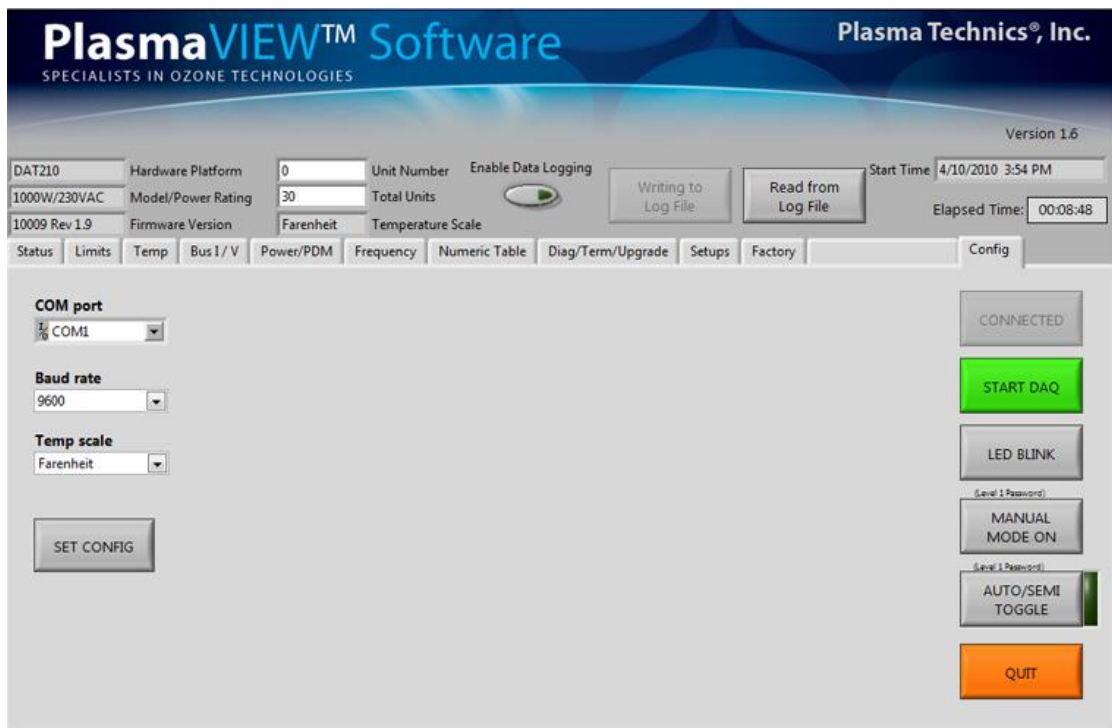 PlasmaVIEW™ Software
SPECIALISTS IN OZONE TECHNOLOGIES
Plasma Technics®, Inc.
Version 1.6
DAT210 Hardware Platform
1000W/230VAC Model/Power Rating
10009 Rev 1.9 Firmware Version
0 Unit Number
30 Total Units
Farenheit Temperature Scale
Enable Data Logging
Writing to
Log File
Read from
Log File
Start Time 4/10/2010 3:54 PM
Elapsed Time: 00:08:48
Status Limits Temp Bus I / V Power/PDM Frequency Numeric Table Diag/Term/Upgrade Setups Factory Config
COM port
I/O COM1
Baud rate
9600
Temp scale
Farenheit
SET CONFIG
CONNECTED
START DAQ
LED BLINK
(Level 1 Password)
MANUAL
MODE ON
(Level 1 Password)
AUTO/SEMI
TOGGLE
QUIT